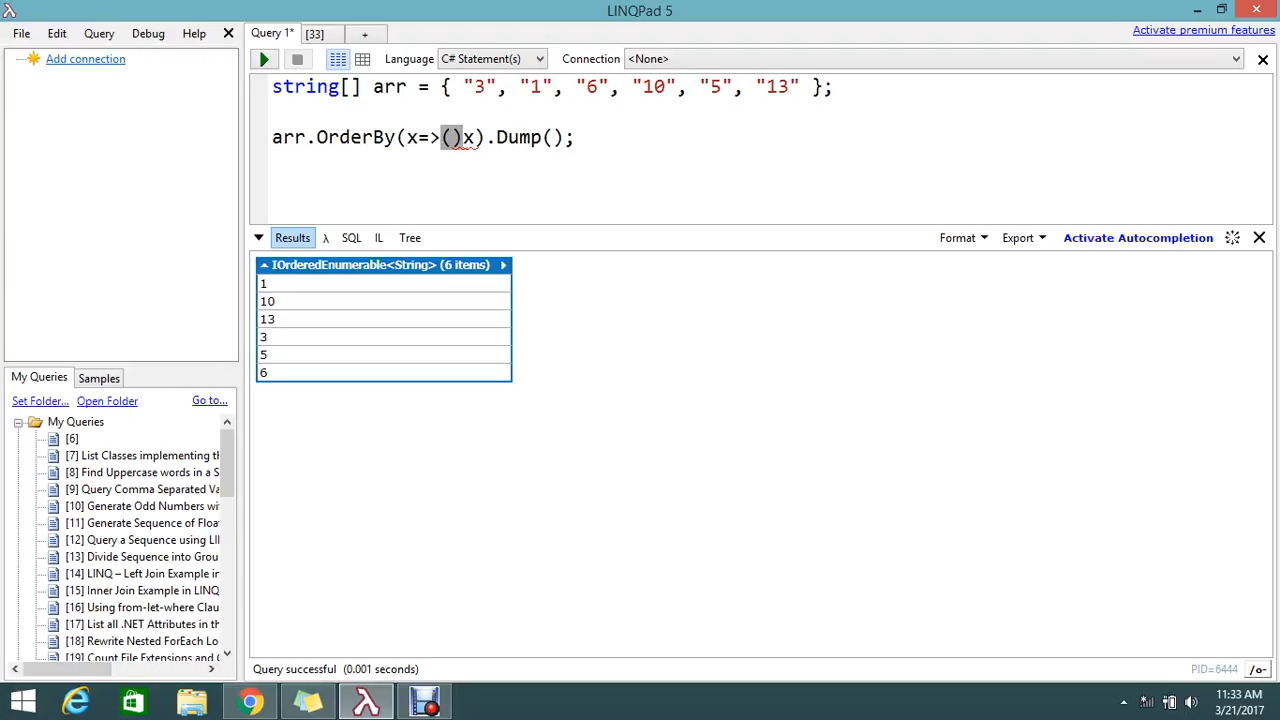 LINQPad 5
File Edit Query Debug Help
Query 1* [33] +
Activate premium features
Language C# Statement(s) Connection <None>
Add connection
string[] arr = { "3", "1", "6", "10", "5", "13" };
arr.OrderBy(x=>()x).Dump();
Results λ SQL IL Tree
Format Export Activate Autocompletion
IOrderedEnumerable<String> (6 items)
1
10
13
3
5
6
My Queries Samples
Set Folder... Open Folder Go to...
My Queries
[6]
[7] List Classes implementing th
[8] Find Uppercase words in a S
[9] Query Comma Separated Va
[10] Generate Odd Numbers wi
[11] Generate Sequence of Float
[12] Query a Sequence using LI
[13] Divide Sequence into Grou
[14] LINQ – Left Join Example in
[15] Inner Join Example in LINQ
[16] Using from-let-where Clau
[17] List all .NET Attributes in th
[18] Rewrite Nested ForEach Lo
[19] Count File Extensions and G
Query successful (0.001 seconds)
PID=6444 /o-
11:33 AM
3/21/2017